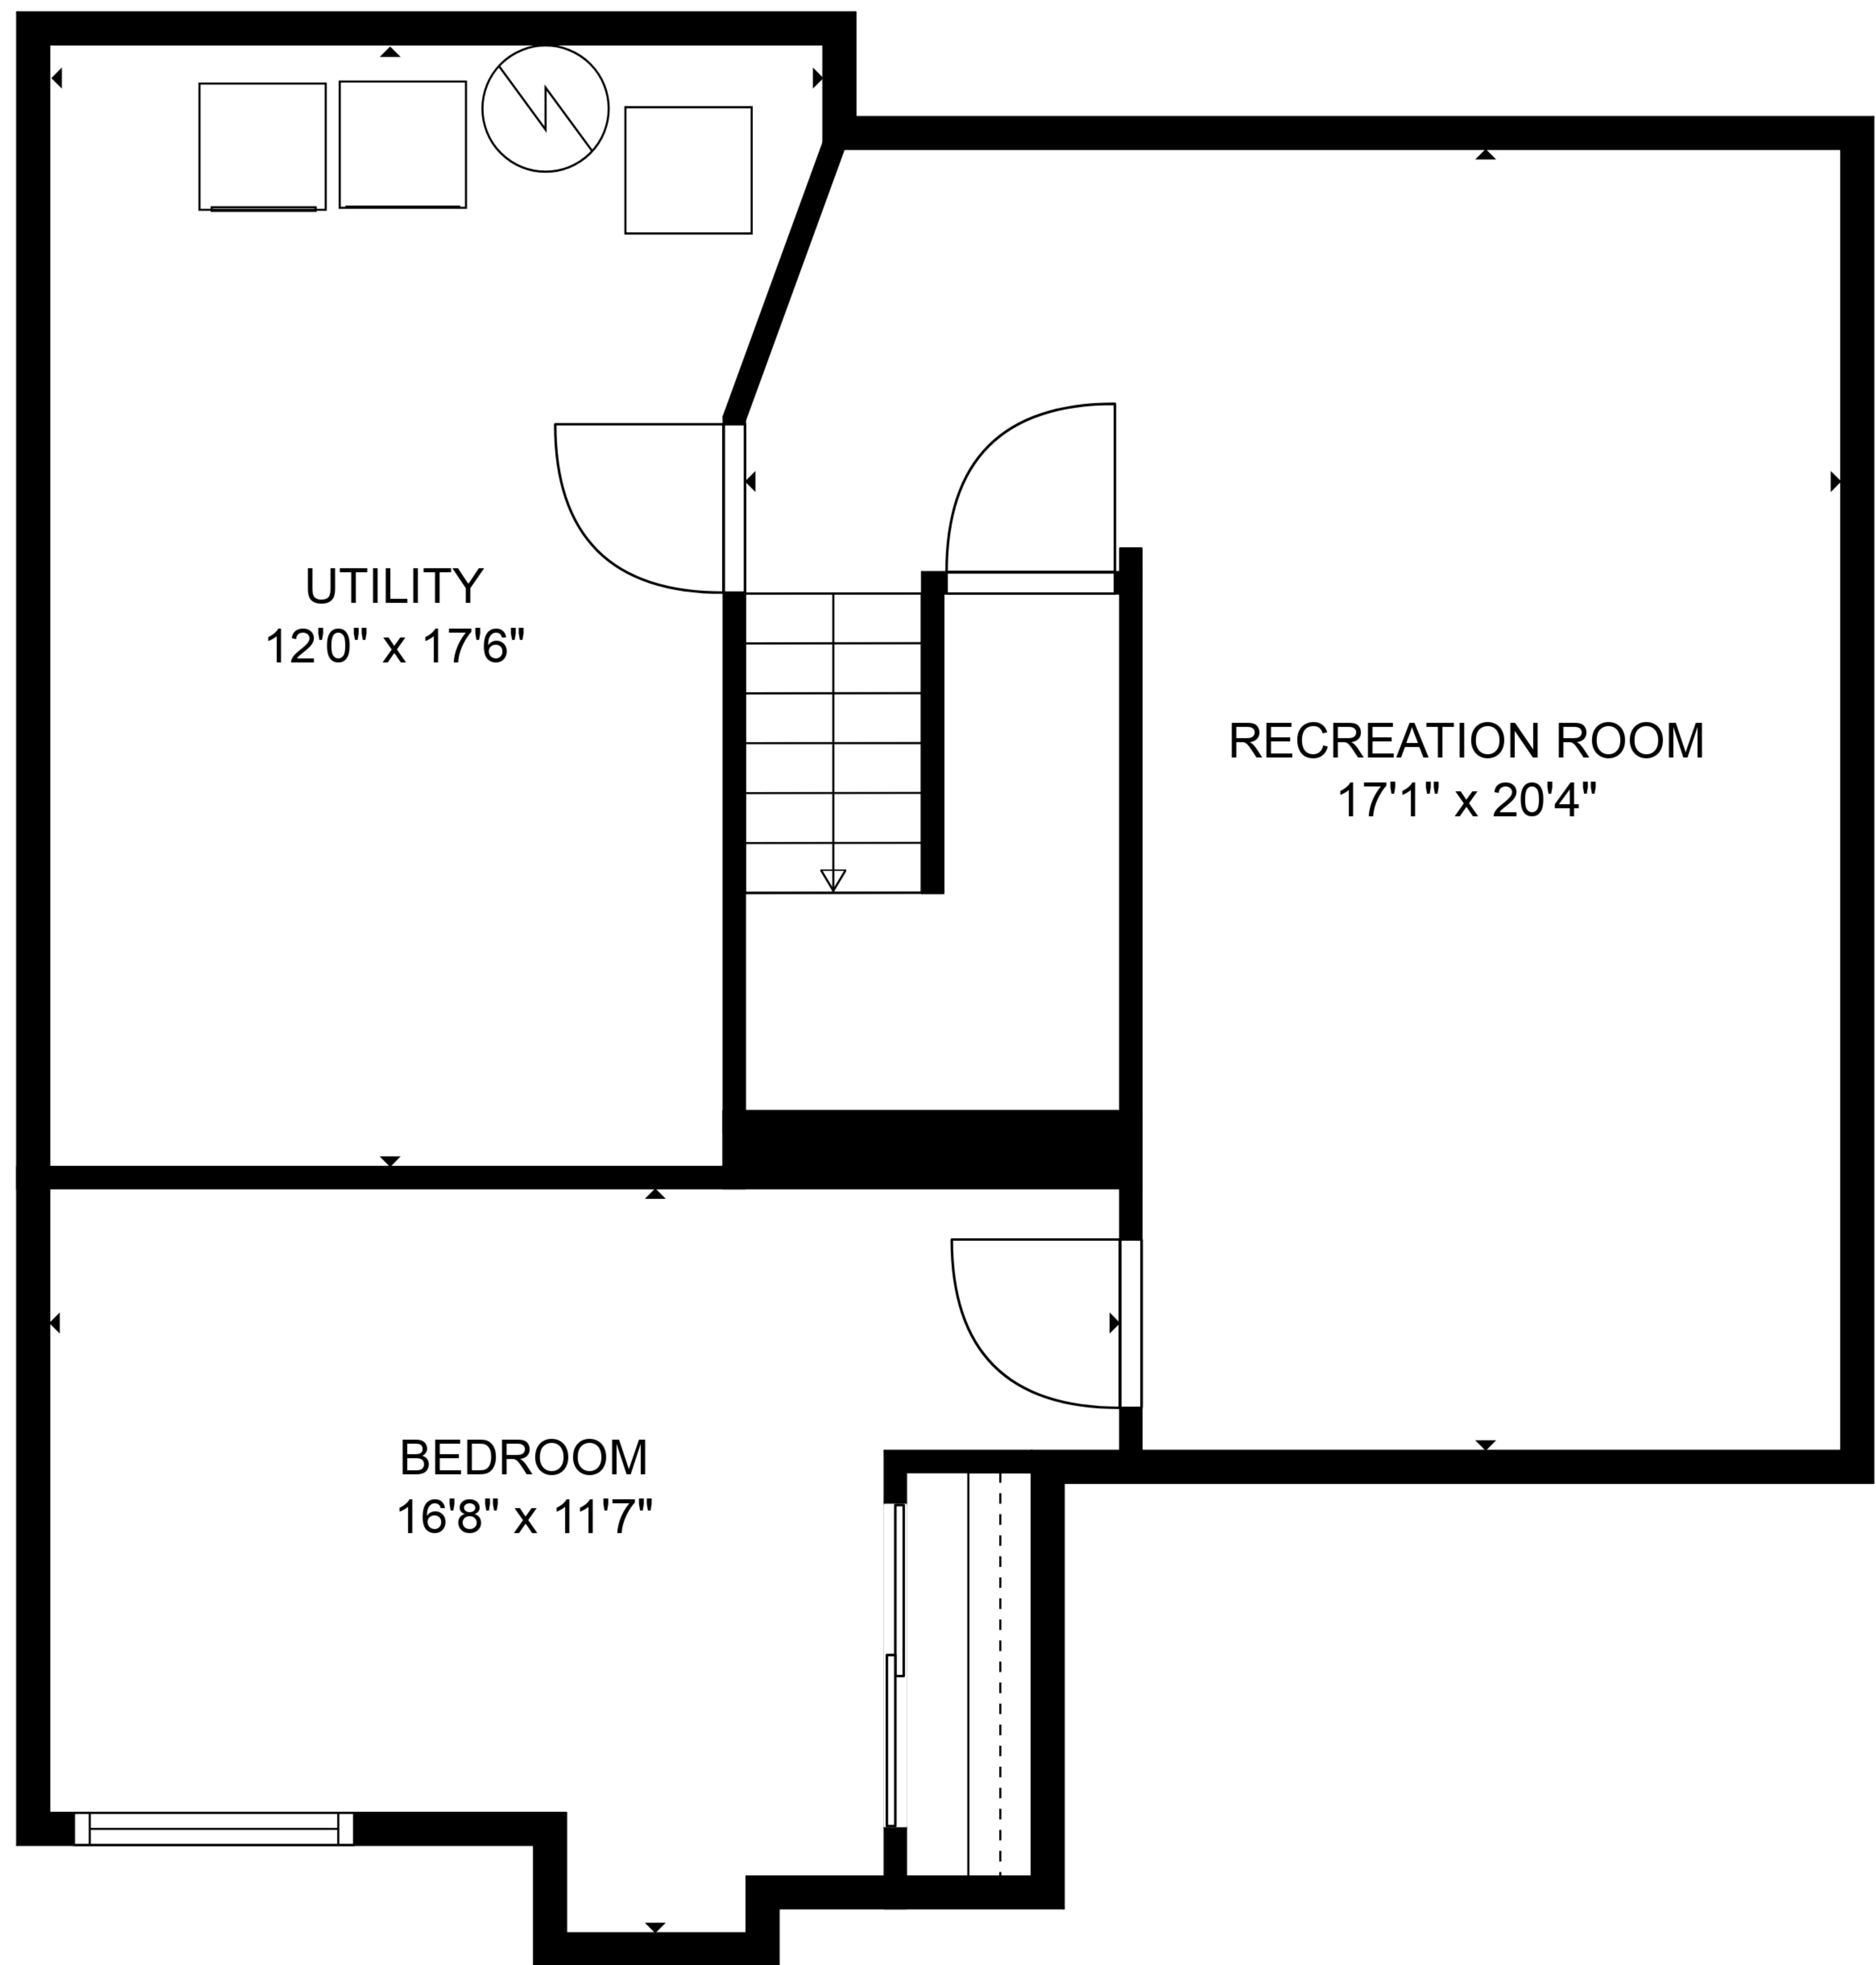 UTILITY
12'0" x 17'6"
RECREATION ROOM
17'1" x 20'4"
BEDROOM
16'8" x 11'7"